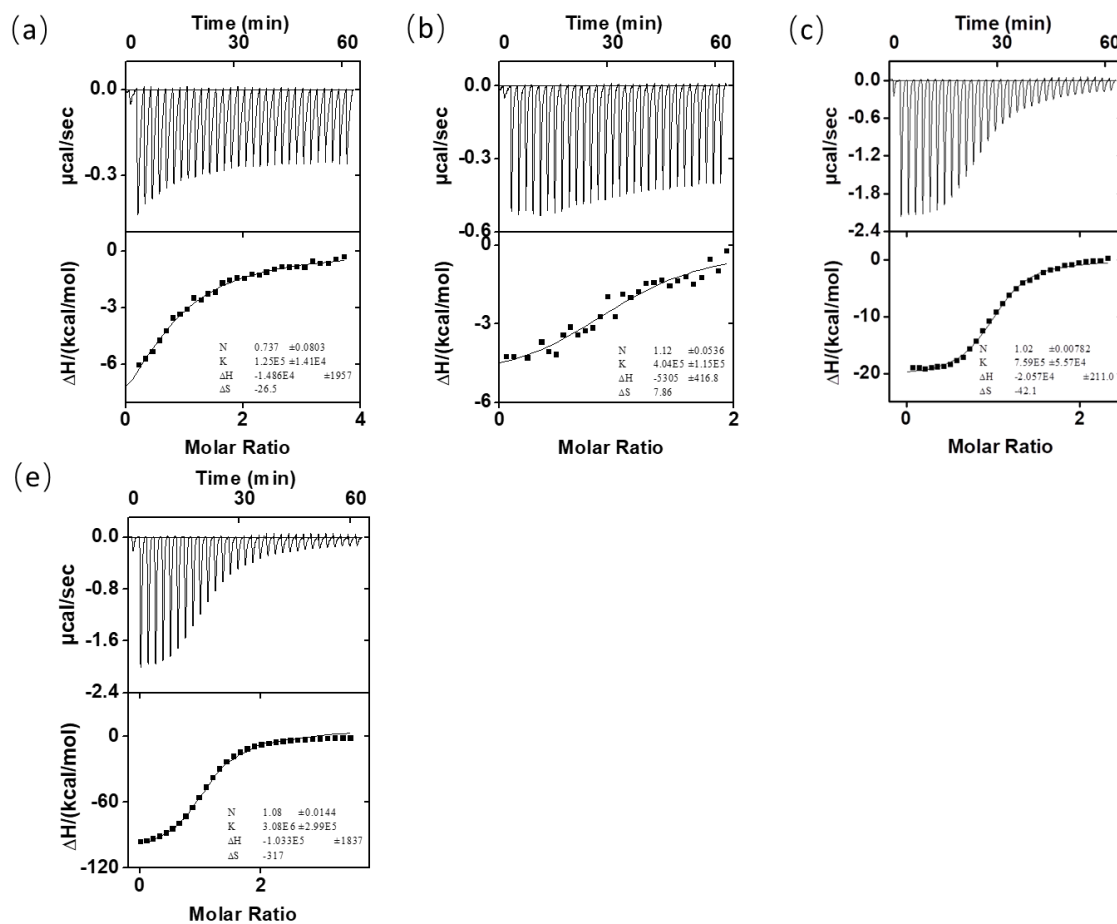 (a)
Time (min)
0 30 60
0.0
-0.3
µcal/sec
0
-3
-6
ΔH/(kcal/mol)
N 0.737 ±0.0803
K 1.25E5 ±1.41E4
ΔH -1.486E4 ±1957
ΔS -26.5
0 2 4
Molar Ratio
(b)
Time (min)
0 30 60
0.0
-0.3
-0.6
µcal/sec
0
-3
-6
ΔH/(kcal/mol)
N 1.12 ±0.0536
K 4.04E5 ±1.15E5
ΔH -5305 ±416.8
ΔS 7.86
0 2
Molar Ratio
(c)
Time (min)
0 30 60
0.0
-0.6
-1.2
-1.8
-2.4
µcal/sec
0
-10
-20
ΔH/(kcal/mol)
N 1.02 ±0.00782
K 7.59E5 ±5.57E4
ΔH -2.057E4 ±211.0
ΔS -42.1
0 2
Molar Ratio
(e)
Time (min)
0 30 60
0.0
-0.8
-1.6
-2.4
µcal/sec
0
-60
-120
ΔH/(kcal/mol)
N 1.08 ±0.0144
K 3.08E6 ±2.99E5
ΔH -1.033E5 ±1837
ΔS -317
0 2
Molar Ratio